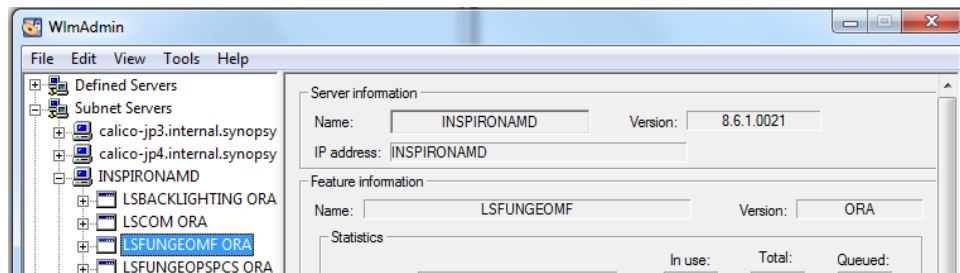 WlmAdmin
File Edit View Tools Help
Defined Servers
Subnet Servers
calico-jp3.internal.synopsy
calico-jp4.internal.synopsy
INSPIRONAMD
LSBACKLIGHTING ORA
LSCOM ORA
LSFUNGEOMF ORA
LSFUNGEOPSPCS ORA
Server information
Name: INSPIRONAMD Version: 8.6.1.0021
IP address: INSPIRONAMD
Feature information
Name: LSFUNGEOMF Version: ORA
Statistics
In use: Total: Queued: